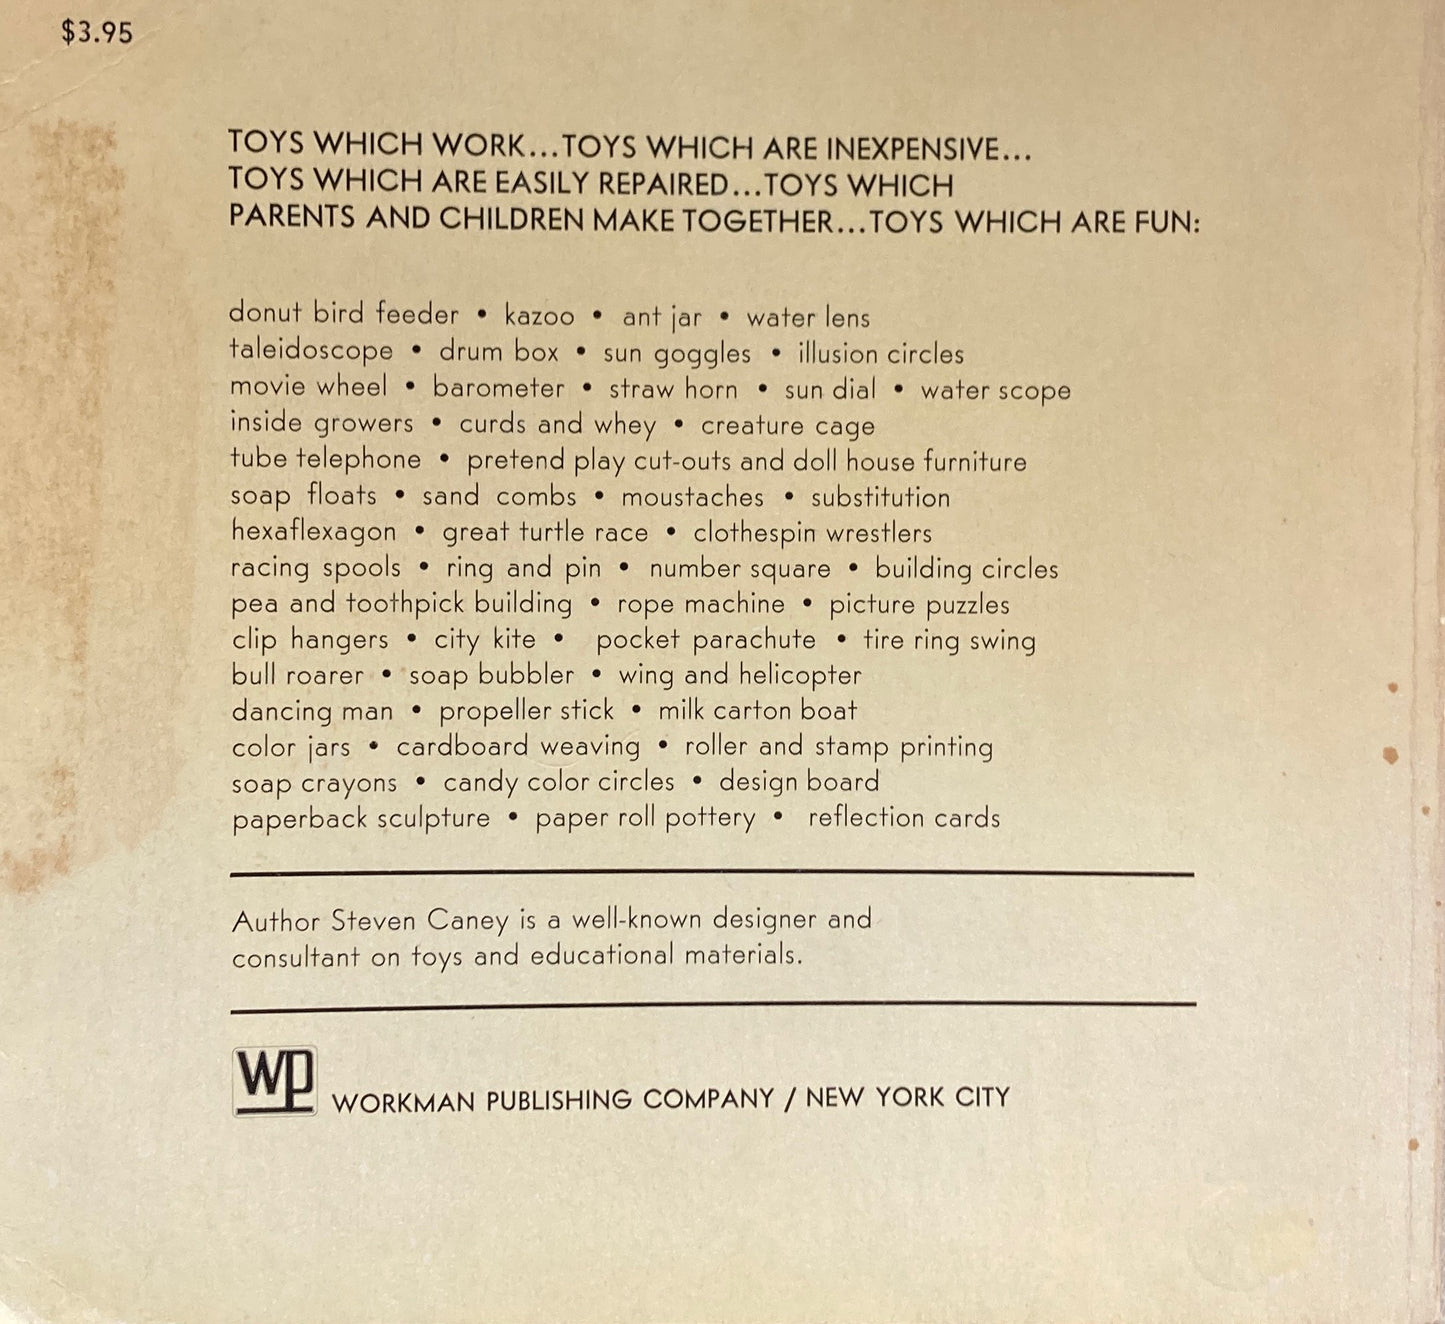 $3.95
TOYS WHICH WORK...TOYS WHICH ARE INEXPENSIVE...
TOYS WHICH ARE EASILY REPAIRED...TOYS WHICH
PARENTS AND CHILDREN MAKE TOGETHER...TOYS WHICH ARE FUN:
donut bird feeder • kazoo • ant jar • water lens
taleidoscope • drum box • sun goggles • illusion circles
movie wheel • barometer • straw horn • sun dial • water scope
inside growers • curds and whey • creature cage
tube telephone • pretend play cut-outs and doll house furniture
soap floats • sand combs • moustaches • substitution
hexaflexagon • great turtle race • clothespin wrestlers
racing spools • ring and pin • number square • building circles
pea and toothpick building • rope machine • picture puzzles
clip hangers • city kite • pocket parachute • tire ring swing
bull roarer • soap bubbler • wing and helicopter
dancing man • propeller stick • milk carton boat
color jars • cardboard weaving • roller and stamp printing
soap crayons • candy color circles • design board
paperback sculpture • paper roll pottery • reflection cards
Author Steven Caney is a well-known designer and
consultant on toys and educational materials.
WP WORKMAN PUBLISHING COMPANY / NEW YORK CITY